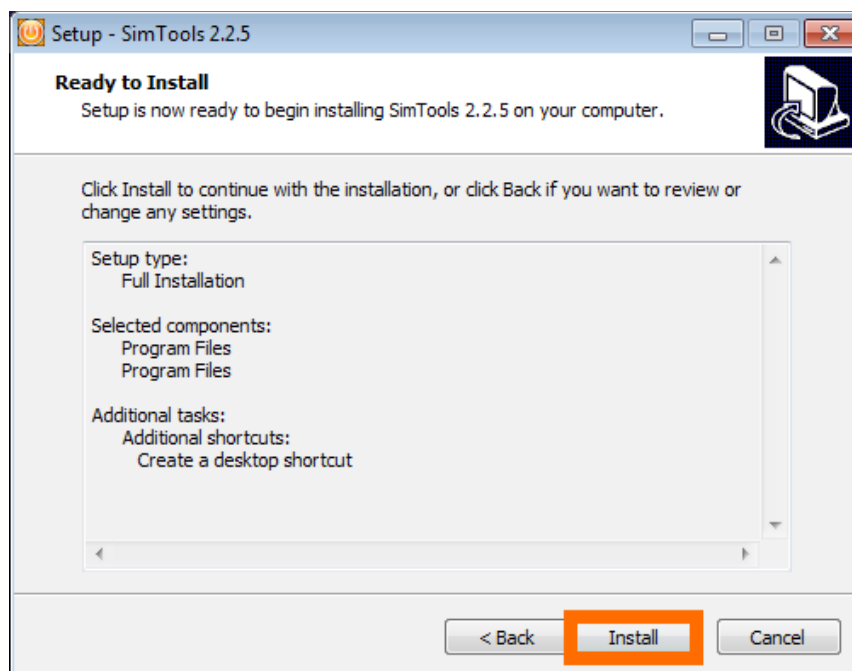 Setup - SimTools 2.2.5
Ready to Install
Setup is now ready to begin installing SimTools 2.2.5 on your computer.
Click Install to continue with the installation, or click Back if you want to review or
change any settings.
Setup type:
Full Installation
Selected components:
Program Files
Program Files
Additional tasks:
Additional shortcuts:
Create a desktop shortcut
< Back
Install
Cancel